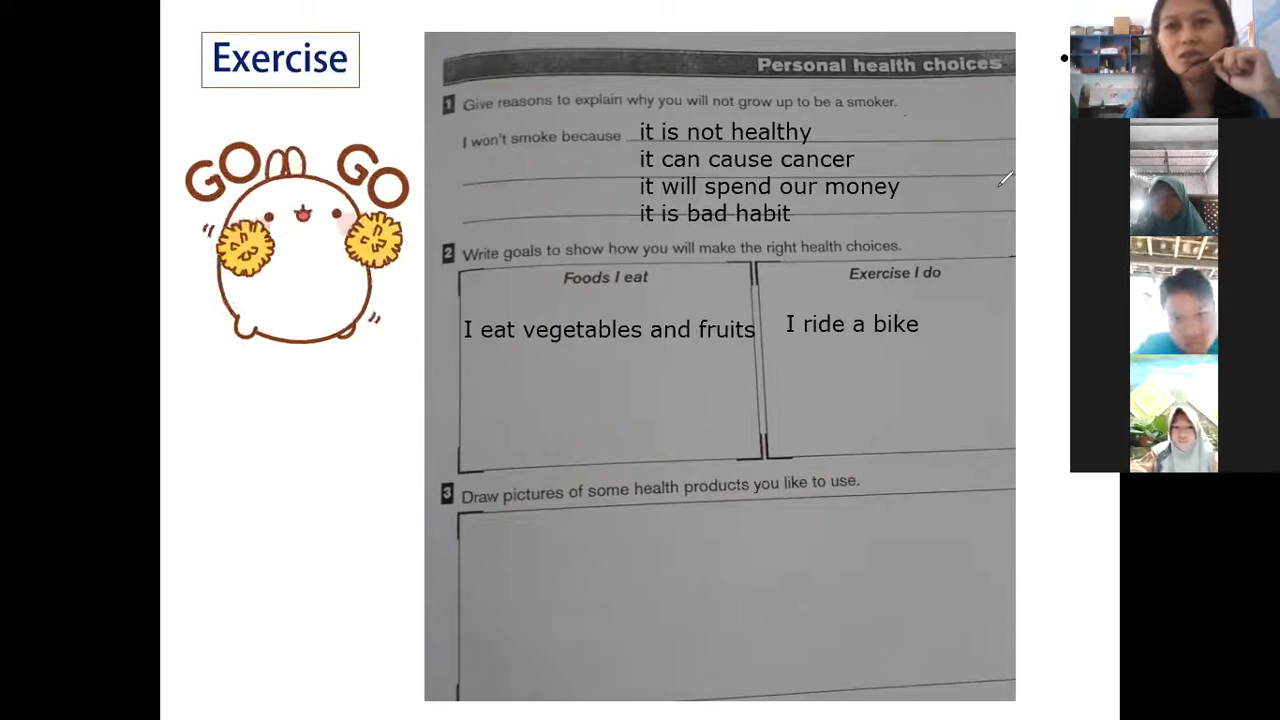 Exercise
GO GO
Personal health choices
1 Give reasons to explain why you will not grow up to be a smoker.
I won't smoke because it is not healthy
it can cause cancer
it will spend our money
it is bad habit
2 Write goals to show how you will make the right health choices.
Foods I eat
Exercise I do
I eat vegetables and fruits
I ride a bike
3 Draw pictures of some health products you like to use.